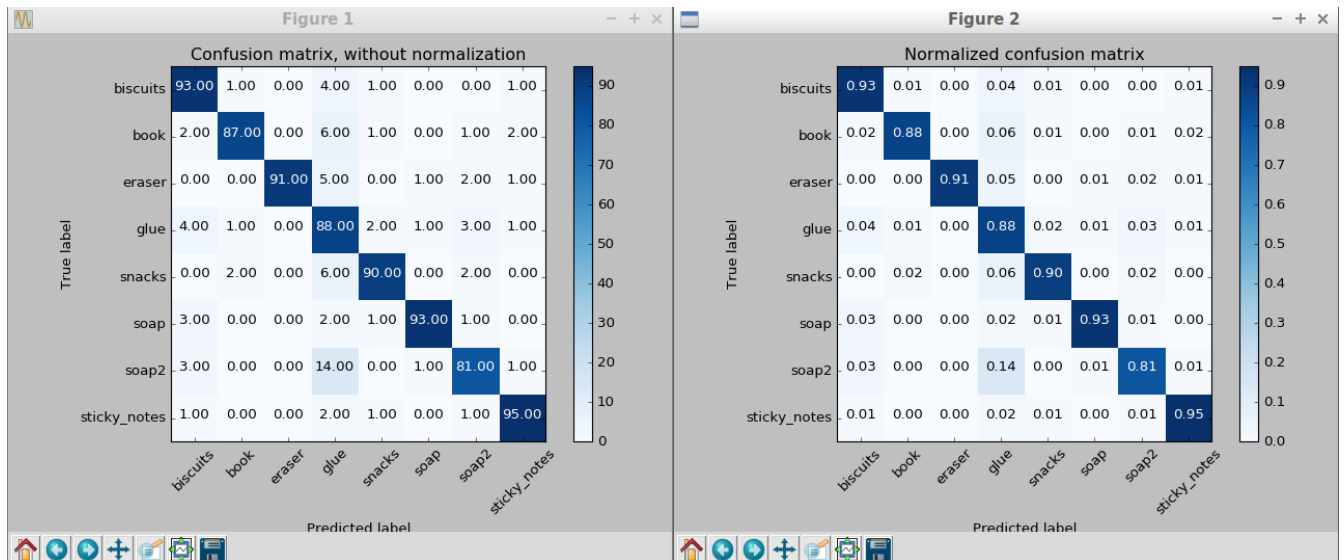 Figure 1
Confusion matrix, without normalization
biscuits 93.00 1.00 0.00 4.00 1.00 0.00 0.00 1.00
book 2.00 87.00 0.00 6.00 1.00 0.00 1.00 2.00
eraser 0.00 0.00 91.00 5.00 0.00 1.00 2.00 1.00
glue 4.00 1.00 0.00 88.00 2.00 1.00 3.00 1.00
snacks 0.00 2.00 0.00 6.00 90.00 0.00 2.00 0.00
soap 3.00 0.00 0.00 2.00 1.00 93.00 1.00 0.00
soap2 3.00 0.00 0.00 14.00 0.00 1.00 81.00 1.00
sticky_notes 1.00 0.00 0.00 2.00 1.00 0.00 1.00 95.00
True label
biscuits book eraser glue snacks soap soap2 sticky_notes
Predicted label
90
80
70
60
50
40
30
20
10
0
Figure 2
Normalized confusion matrix
biscuits 0.93 0.01 0.00 0.04 0.01 0.00 0.00 0.01
book 0.02 0.88 0.00 0.06 0.01 0.00 0.01 0.02
eraser 0.00 0.00 0.91 0.05 0.00 0.01 0.02 0.01
glue 0.04 0.01 0.00 0.88 0.02 0.01 0.03 0.01
snacks 0.00 0.02 0.00 0.06 0.90 0.00 0.02 0.00
soap 0.03 0.00 0.00 0.02 0.01 0.93 0.01 0.00
soap2 0.03 0.00 0.00 0.14 0.00 0.01 0.81 0.01
sticky_notes 0.01 0.00 0.00 0.02 0.01 0.00 0.01 0.95
True label
biscuits book eraser glue snacks soap soap2 sticky_notes
Predicted label
0.9
0.8
0.7
0.6
0.5
0.4
0.3
0.2
0.1
0.0